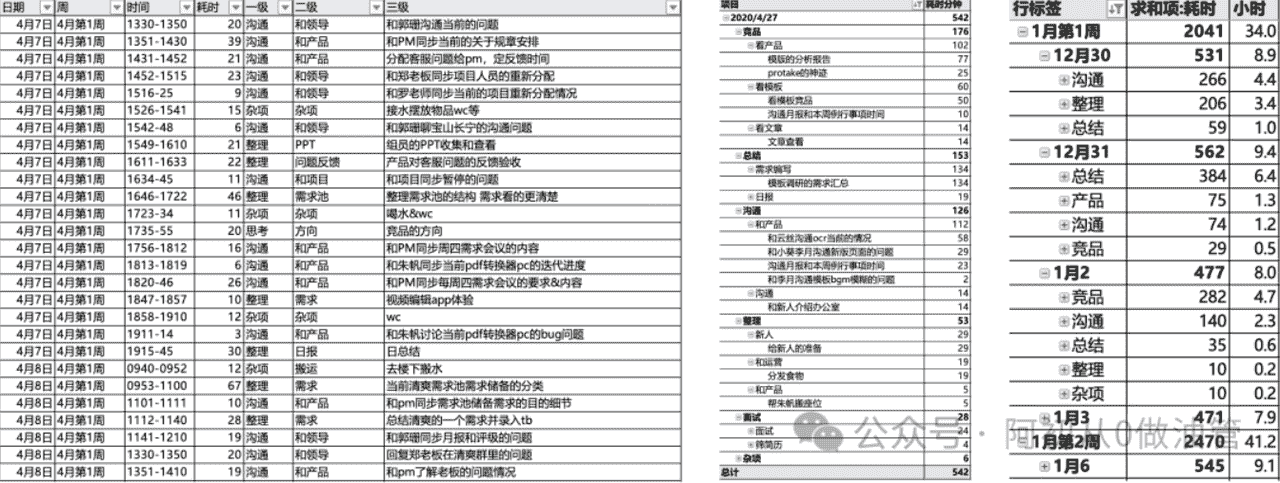 日期 周 时间 耗时 一级 二级 三级
4月7日 4月第1周 1330-1350 20 沟通 和领导 和郭珊沟通当前的问题
4月7日 4月第1周 1351-1430 39 沟通 和产品 和PM同步当前的关于规章安排
4月7日 4月第1周 1431-1452 21 沟通 和产品 分配客服问题给pm，定反馈时间
4月7日 4月第1周 1452-1515 23 沟通 和领导 和郑老板同步项目人员的重新分配
4月7日 4月第1周 1516-25 9 沟通 和领导 和罗老师同步当前的项目重新分配情况
4月7日 4月第1周 1526-1541 15 杂项 杂项 接水摆放物品wc等
4月7日 4月第1周 1542-48 6 沟通 和领导 和郭珊聊宝山长宁的沟通问题
4月7日 4月第1周 1549-1610 21 整理 PPT 组员的PPT收集和查看
4月7日 4月第1周 1611-1633 22 整理 问题反馈 产品对客服问题的反馈验收
4月7日 4月第1周 1634-45 11 沟通 和项目 和项目同步暂停的问题
4月7日 4月第1周 1646-1722 46 整理 需求池 整理需求池的结构 需求看的更清楚
4月7日 4月第1周 1723-34 11 杂项 杂项 喝水&wc
4月7日 4月第1周 1735-55 20 思考 方向 竞品的方向
4月7日 4月第1周 1756-1812 16 沟通 和产品 和PM同步周四需求会议的内容
4月7日 4月第1周 1813-1819 6 沟通 和产品 和朱帆同步当前pdf转换器pc的迭代进度
4月7日 4月第1周 1820-46 26 沟通 和产品 和PM同步每周四需求会议的要求&内容
4月7日 4月第1周 1847-1857 10 整理 需求 视频编辑app体验
4月7日 4月第1周 1858-1910 12 杂项 杂项 wc
4月7日 4月第1周 1911-14 3 沟通 和产品 和朱帆讨论当前pdf转换器pc的bug问题
4月7日 4月第1周 1915-45 30 整理 日报 日总结
4月8日 4月第1周 0940-0952 12 杂项 搬运 去楼下搬水
4月8日 4月第1周 0953-1100 67 整理 需求 当前清爽需求池需求储备的分类
4月8日 4月第1周 1101-1111 10 沟通 和产品 和pm同步需求池储备需求的目的细节
4月8日 4月第1周 1112-1140 28 整理 需求 总结清爽的一个需求并录入tb
4月8日 4月第1周 1141-1210 19 沟通 和领导 和郭珊同步月报和评级的问题
4月8日 4月第1周 1330-1350 20 沟通 和领导 回复郑老板在清爽群里的问题
4月8日 4月第1周 1351-1410 19 沟通 和产品 和pm了解老板的问题情况
项目 耗时分钟
2020/4/27 542
竞品 176
看产品 102
模版的分析报告 77
protake的神迹 25
看模板 60
看模板竞品 50
沟通月报和本周例行事项时间 10
看文章 14
文章查看 14
总结 153
需求编写 134
模板调研的需求汇总 134
日报 19
沟通 126
和产品 112
和云丝沟通ocr当前的情况 58
和小葵李月沟通新版页面的问题 29
沟通月报和本周例行事项时间 23
和李月沟通模板bgm模糊的问题 2
沟通 14
和新人介绍办公室 14
整理 53
新人 29
给新人的准备 29
和运营 19
分发食物 19
和产品 5
帮朱帆搬座位 5
面试 28
面试 24
筛简历 4
杂项 6
总计 542
行标签 求和项:耗时 小时
1月第1周 2041 34.0
12月30 531 8.9
沟通 266 4.4
整理 206 3.4
总结 59 1.0
12月31 562 9.4
总结 384 6.4
产品 75 1.3
沟通 74 1.2
竞品 29 0.5
1月2 477 8.0
竞品 282 4.7
沟通 140 2.3
总结 35 0.6
整理 10 0.2
杂项 10 0.2
1月3 471 7.9
1月第2周 2470 41.2
1月6 545 9.1
公众号 · 阿纠从0做油管